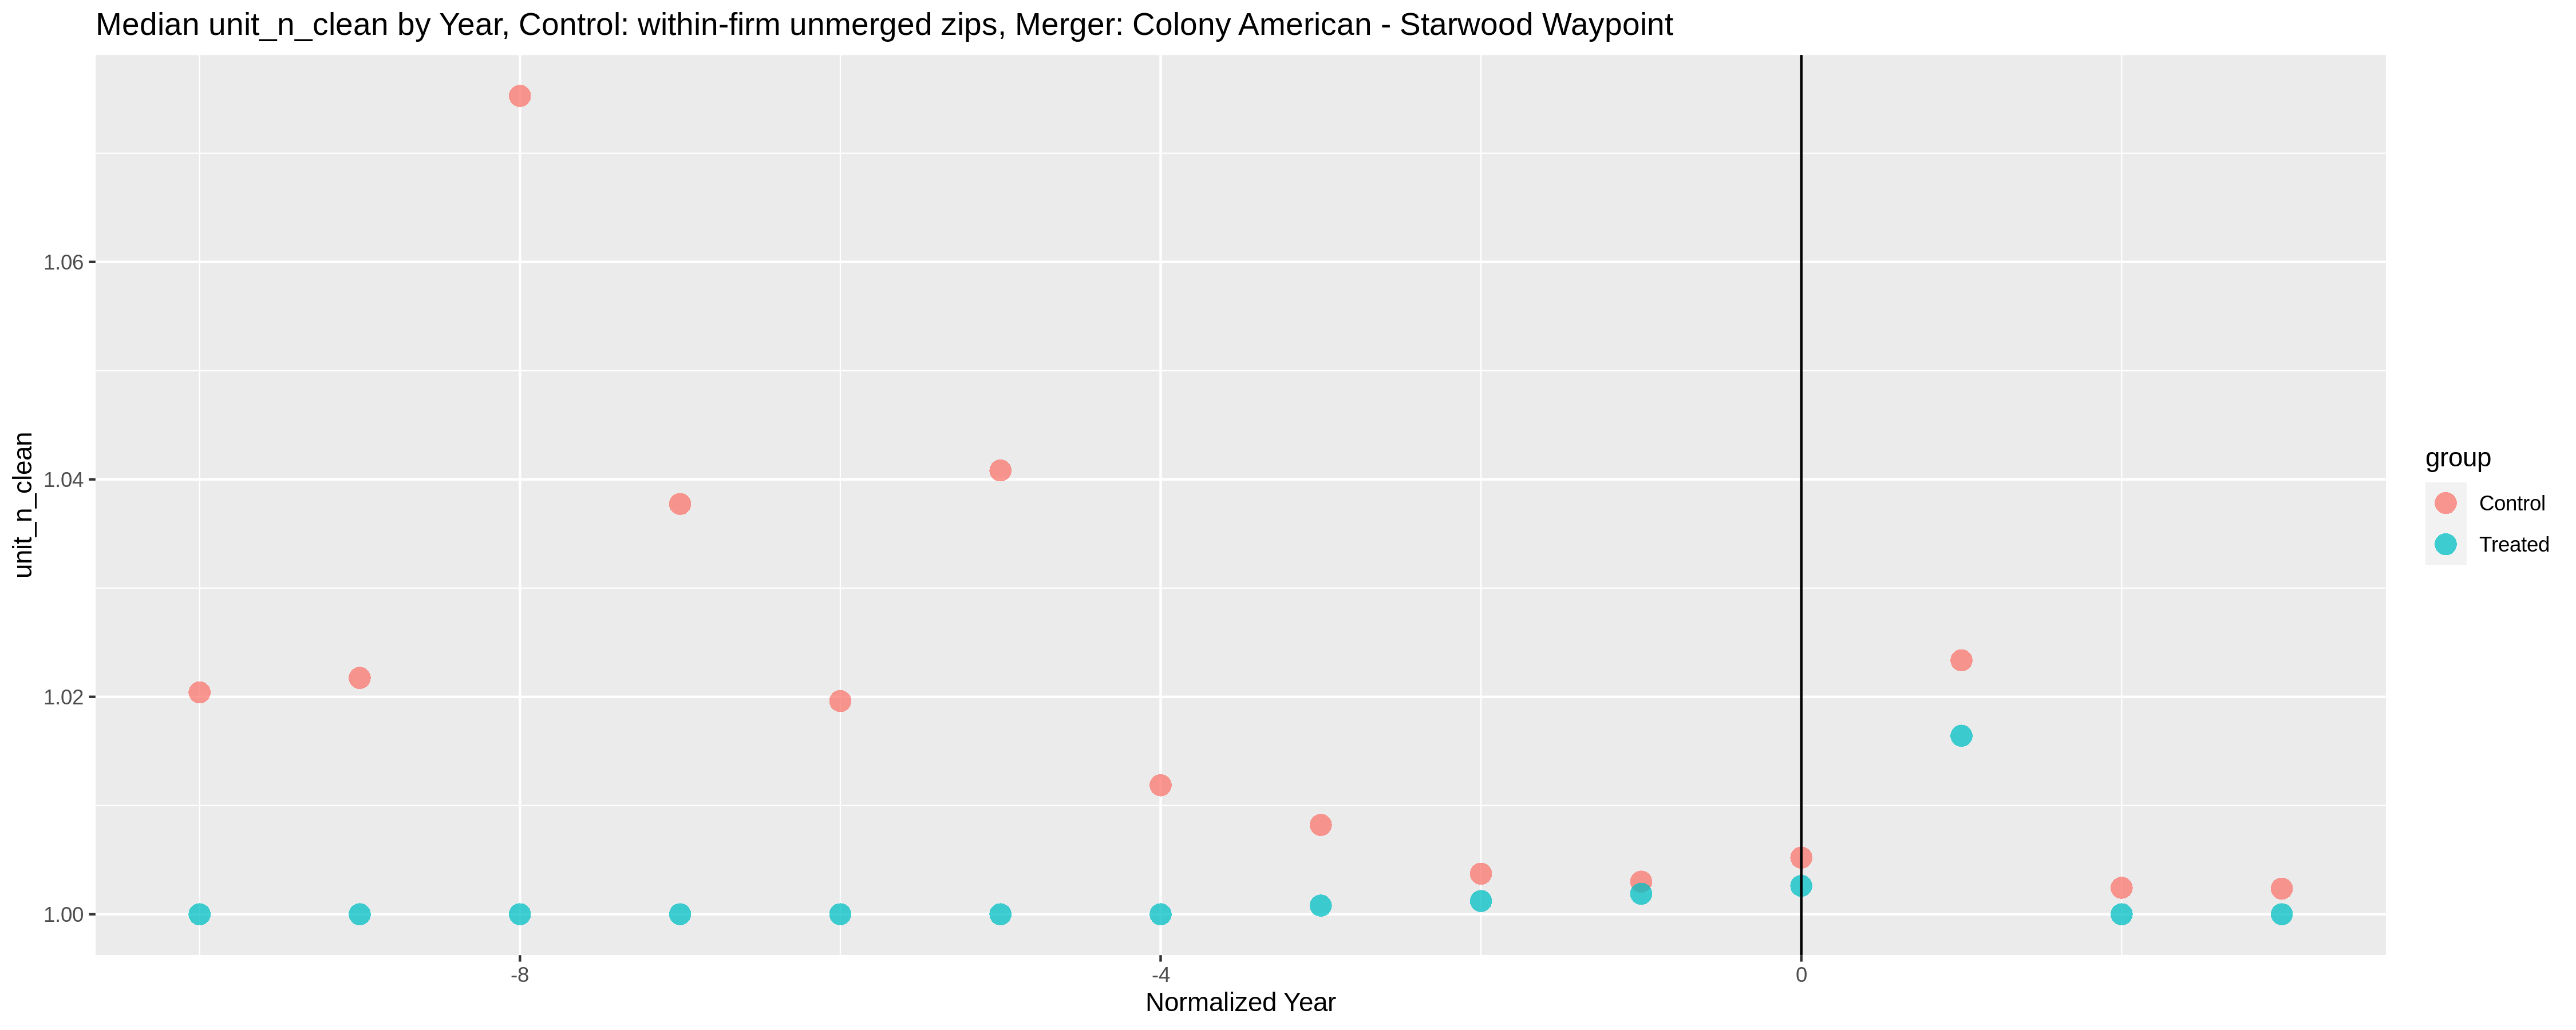 Median unit_n_clean by Year, Control: within-firm unmerged zips, Merger: Colony American - Starwood Waypoint
unit_n_clean
1.06
1.04
1.02
1.00
-8
-4
0
Normalized Year
group
Control
Treated